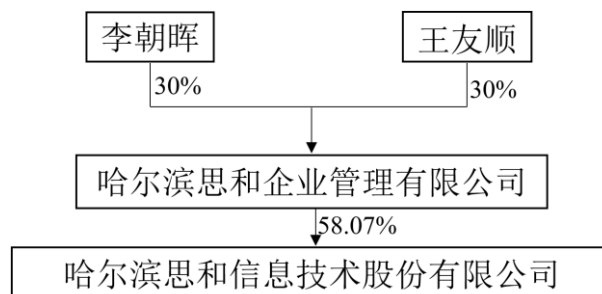 李朝晖
王友顺
30%
30%
哈尔滨思和企业管理有限公司
58.07%
哈尔滨思和信息技术股份有限公司